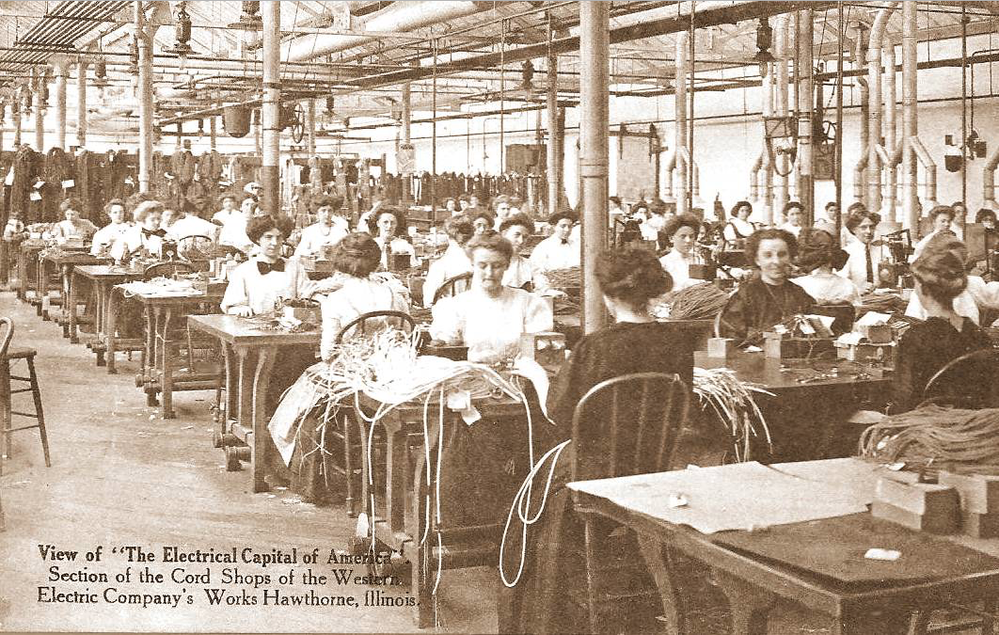 View of "The Electrical Capital of America"
Section of the Cord Shops of the Western
Electric Company's Works Hawthorne, Illinois.